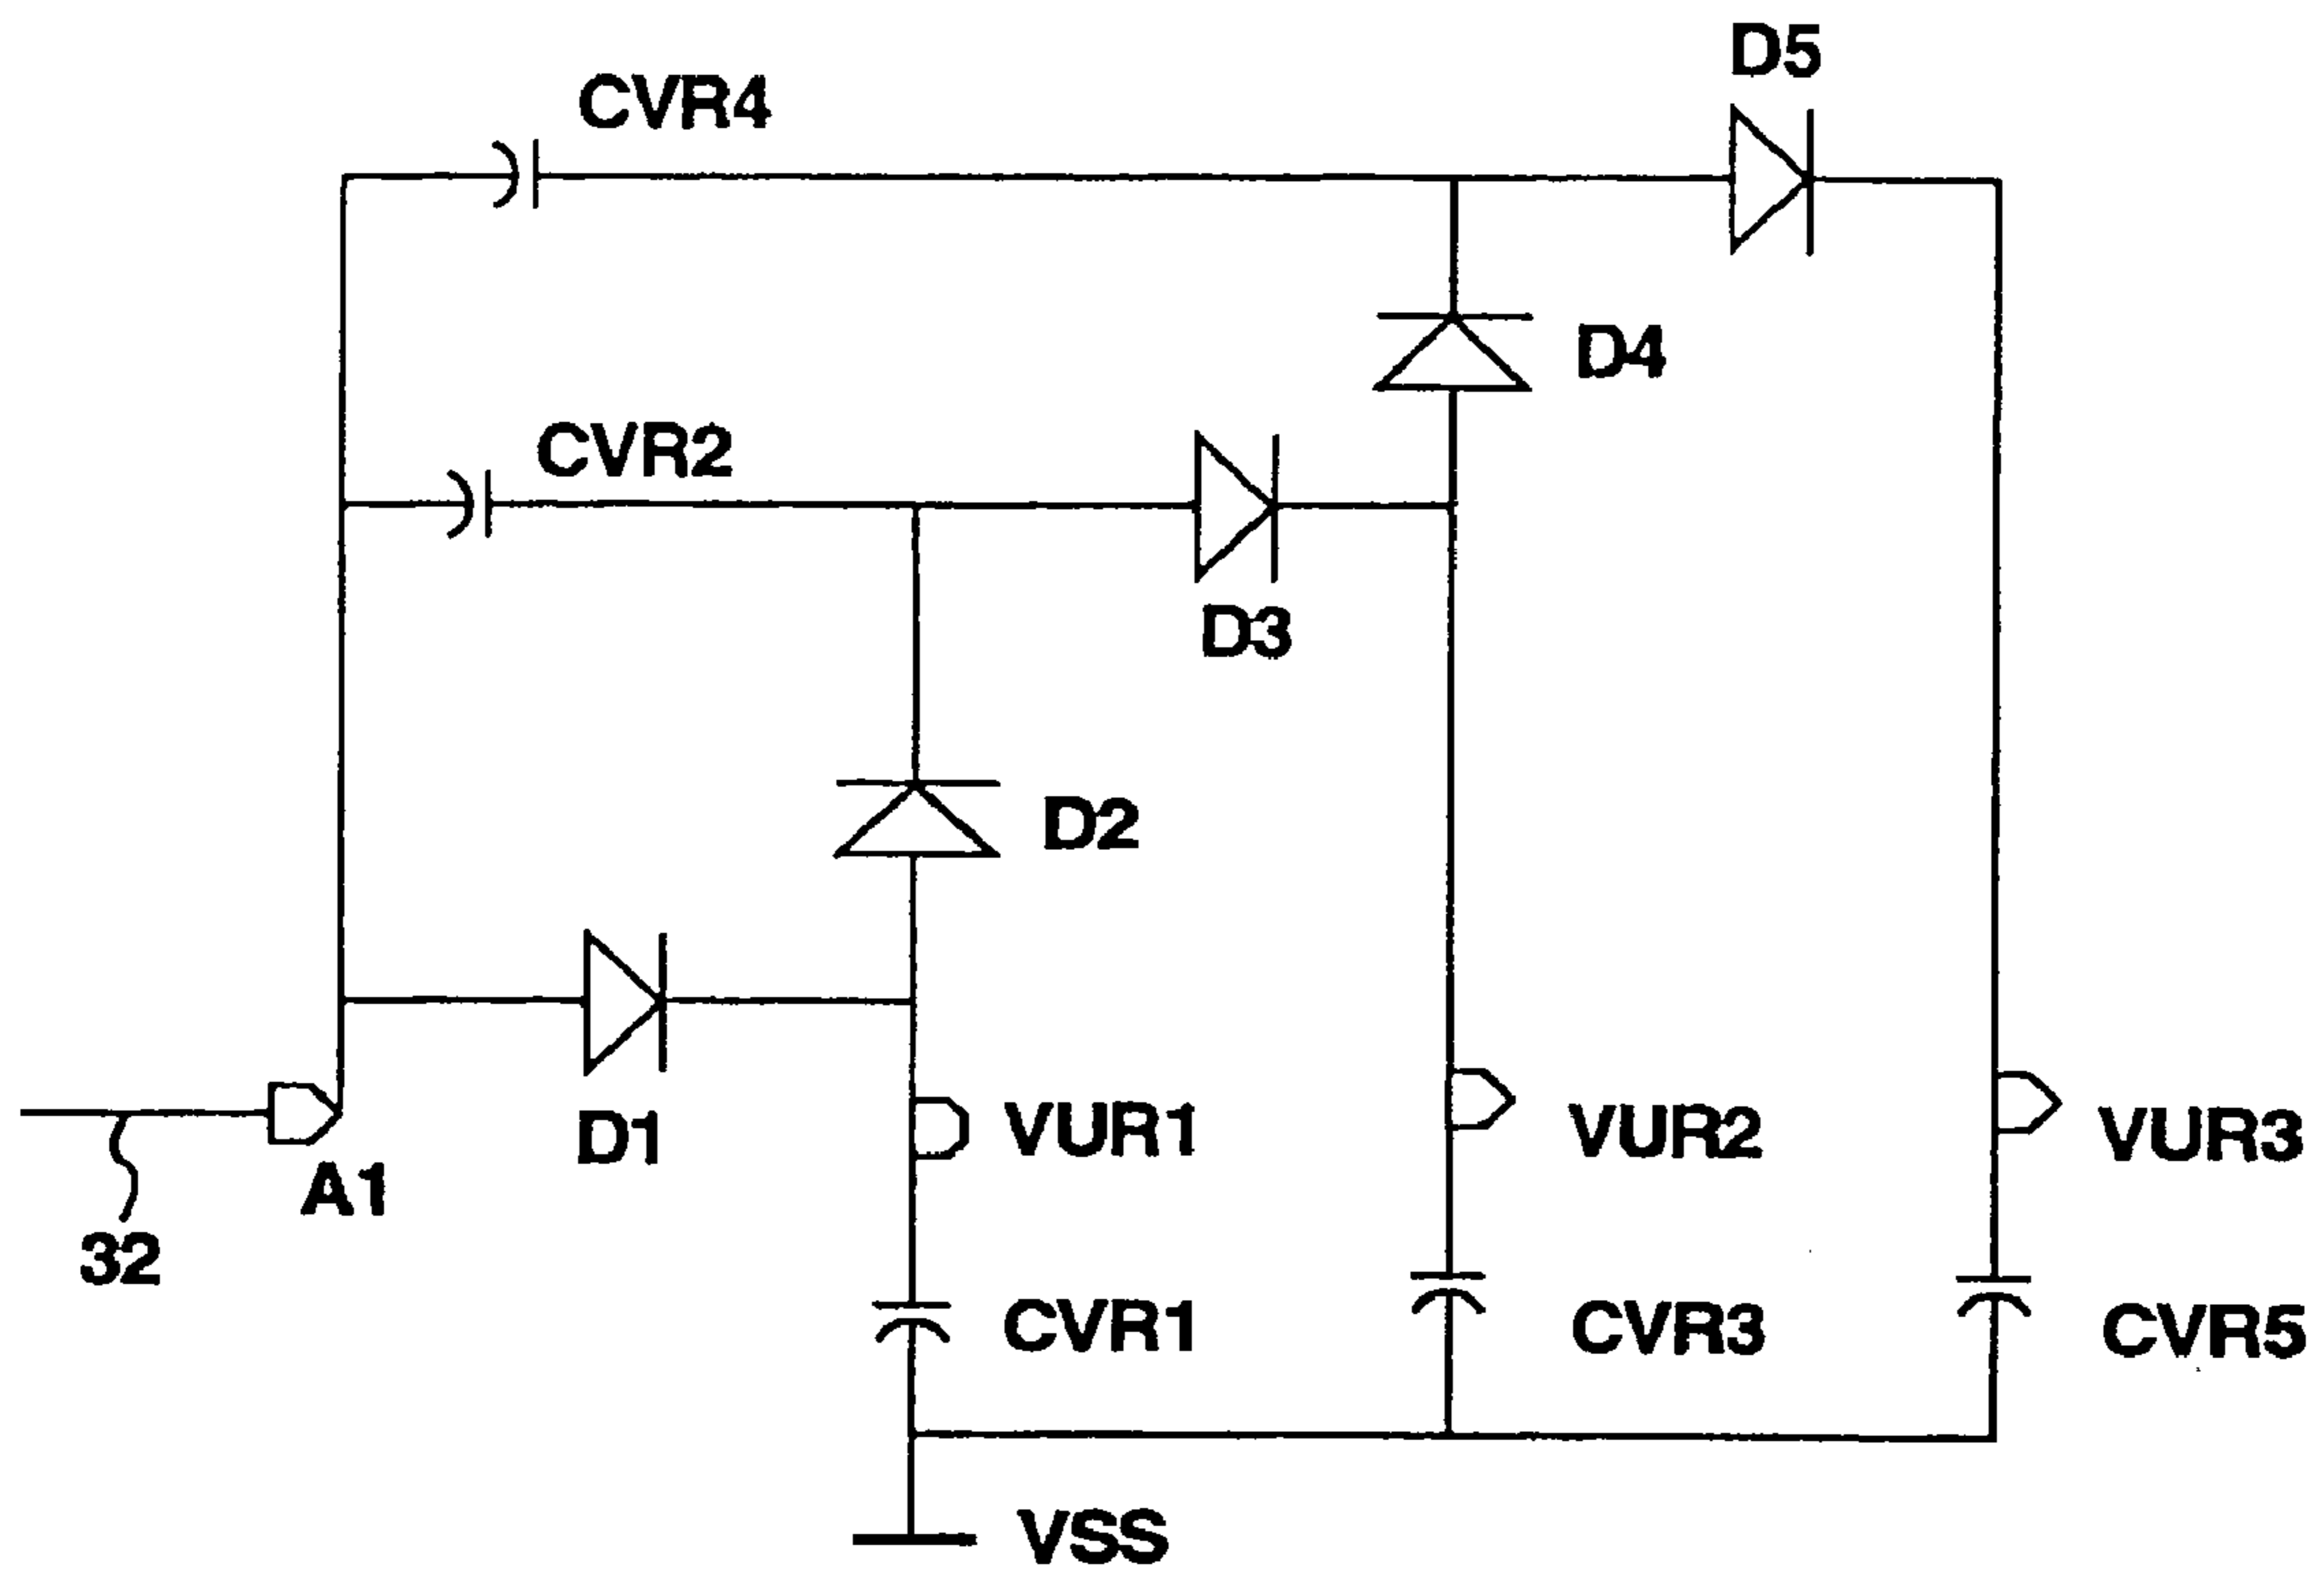 D5
CVR4
D4
CVR2
D3
D2
D1
VUR1
VUR2
VUR3
A1
32
CVR1
CVR3
CVR5
VSS